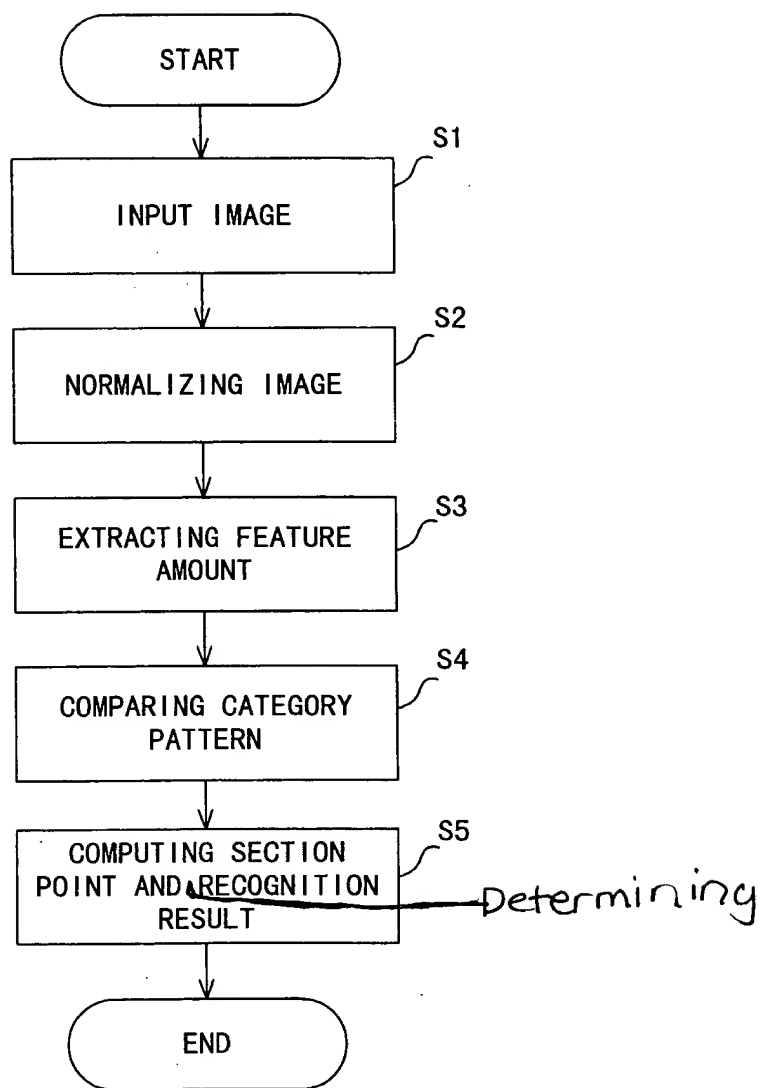 START
S1
INPUT IMAGE
S2
NORMALIZING IMAGE
S3
EXTRACTING FEATURE
AMOUNT
S4
COMPARING CATEGORY
PATTERN
S5
COMPUTING SECTION
POINT AND RECOGNITION
RESULT
Determining
END